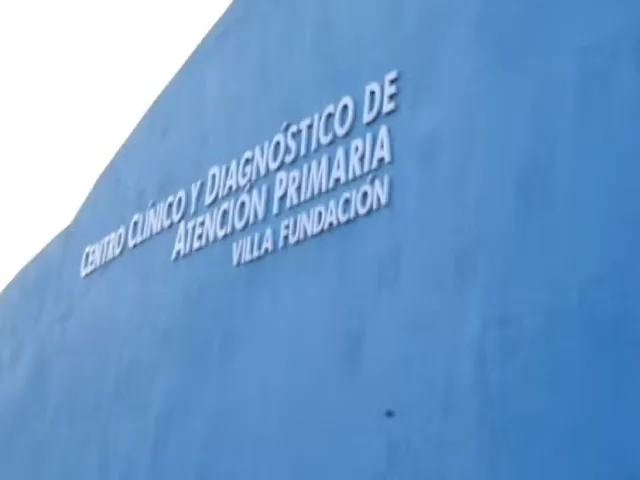 CENTRO CLÍNICO Y DIAGNÓSTICO DE
ATENCIÓN PRIMARIA
VILLA FUNDACIÓN